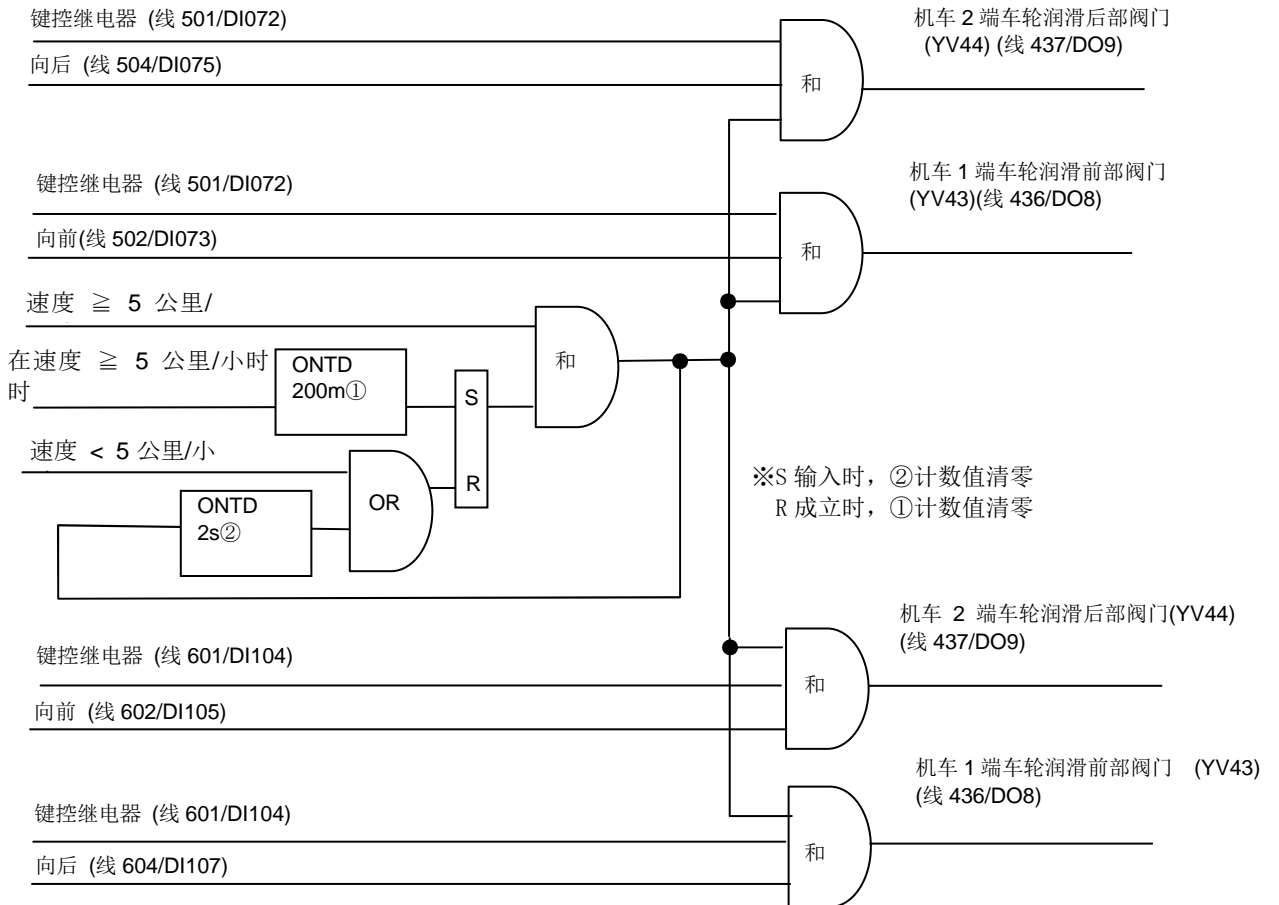 键控继电器 (线 501/DI072)
向后 (线 504/DI075)
和
机车 2 端车轮润滑后部阀门
(YV44) (线 437/DO9)
键控继电器 (线 501/DI072)
向前(线 502/DI073)
和
机车 1 端车轮润滑前部阀门
(YV43)(线 436/DO8)
速度 ≧ 5 公里/
在速度 ≧ 5 公里/小时
时
ONTD
200m①
S
R
和
速度 < 5 公里/小
ONTD
2s②
OR
※S 输入时，②计数值清零
R 成立时，①计数值清零
键控继电器 (线 601/DI104)
向前 (线 602/DI105)
和
机车 2 端车轮润滑后部阀门(YV44)
(线 437/DO9)
键控继电器 (线 601/DI104)
向后 (线 604/DI107)
和
机车 1 端车轮润滑前部阀门 (YV43)
(线 436/DO8)